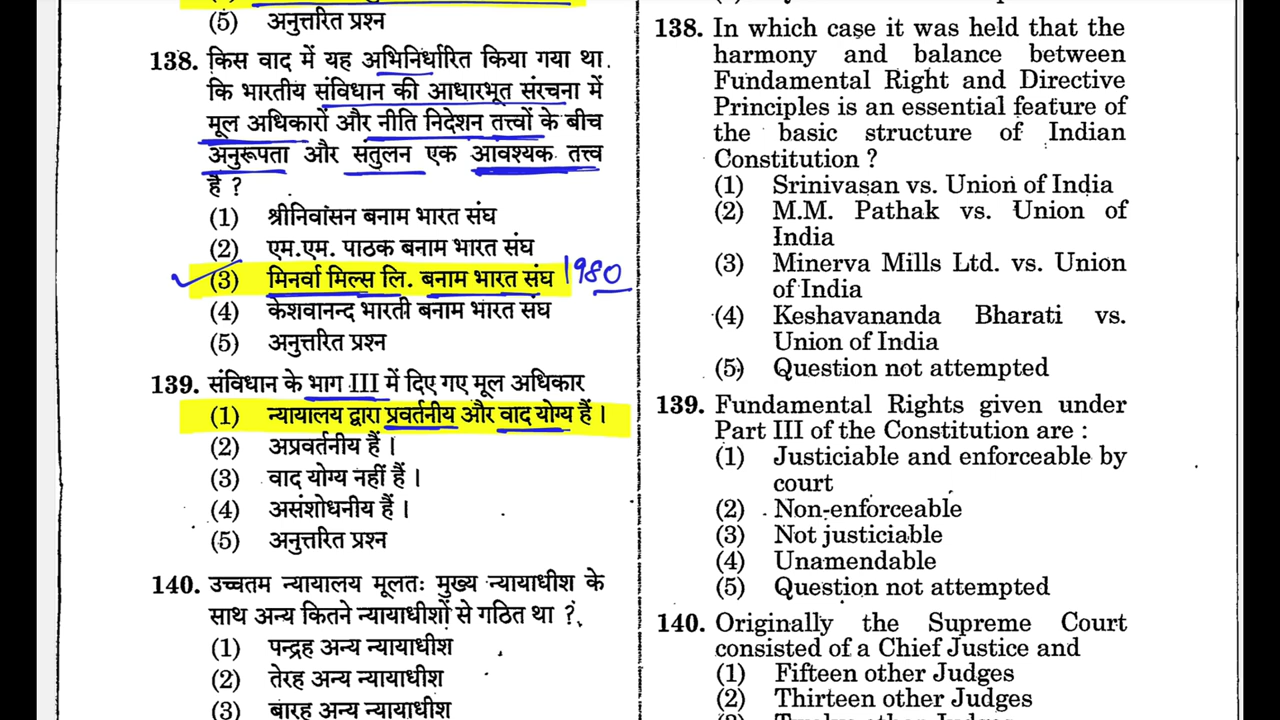 (5) अनुत्तरित प्रश्न
138. किस वाद में यह अभिनिर्धारित किया गया था
कि भारतीय संविधान की आधारभूत संरचना में
मूल अधिकारों और नीति निदेशन तत्त्वों के बीच
अनुरूपता और संतुलन एक आवश्यक तत्त्व
है ?
(1) श्रीनिवासन बनाम भारत संघ
(2) एम.एम. पाठक बनाम भारत संघ
(3) मिनर्वा मिल्स लि. बनाम भारत संघ 1980
(4) केशवानन्द भारती बनाम भारत संघ
(5) अनुत्तरित प्रश्न
139. संविधान के भाग III में दिए गए मूल अधिकार
(1) न्यायालय द्वारा प्रवर्तनीय और वाद योग्य हैं ।
(2) अप्रवर्तनीय हैं ।
(3) वाद योग्य नहीं हैं ।
(4) असंशोधनीय हैं ।
(5) अनुत्तरित प्रश्न
140. उच्चतम न्यायालय मूलतः मुख्य न्यायाधीश के
साथ अन्य कितने न्यायाधीशों से गठित था ?
(1) पन्द्रह अन्य न्यायाधीश
(2) तेरह अन्य न्यायाधीश
(3) बारह अन्य न्यायाधीश
138. In which case it was held that the
harmony and balance between
Fundamental Right and Directive
Principles is an essential feature of
the basic structure of Indian
Constitution ?
(1) Srinivasan vs. Union of India
(2) M.M. Pathak vs. Union of
India
(3) Minerva Mills Ltd. vs. Union
of India
(4) Keshavananda Bharati vs.
Union of India
(5) Question not attempted
139. Fundamental Rights given under
Part III of the Constitution are :
(1) Justiciable and enforceable by
court
(2) Non-enforceable
(3) Not justiciable
(4) Unamendable
(5) Question not attempted
140. Originally the Supreme Court
consisted of a Chief Justice and
(1) Fifteen other Judges
(2) Thirteen other Judges